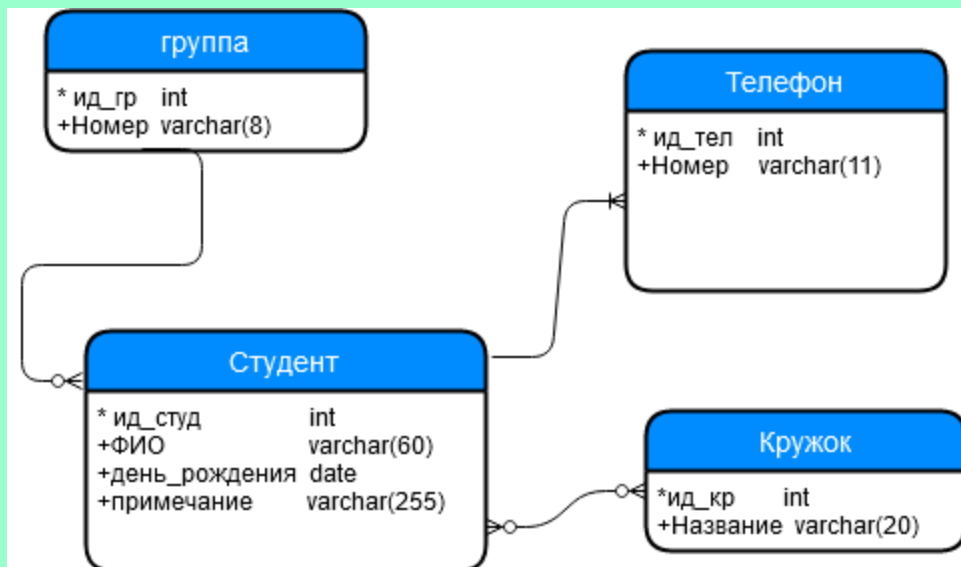 группа
* ид_гр int
+Номер varchar(8)
Телефон
* ид_тел int
+Номер varchar(11)
Студент
* ид_студ int
+ФИО varchar(60)
+день_рождения date
+примечание varchar(255)
Кружок
*ид_кр int
+Название varchar(20)